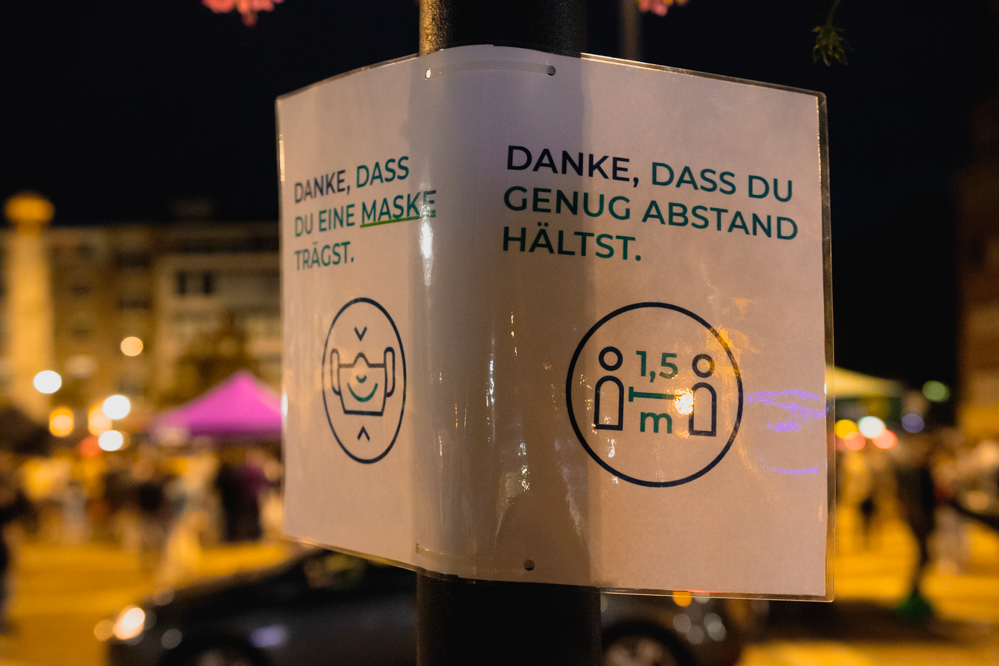 DANKE, DASS
DU EINE MASKE
TRÄGST.
DANKE, DASS DU
GENUG ABSTAND
HÄLTST.
1,5
m